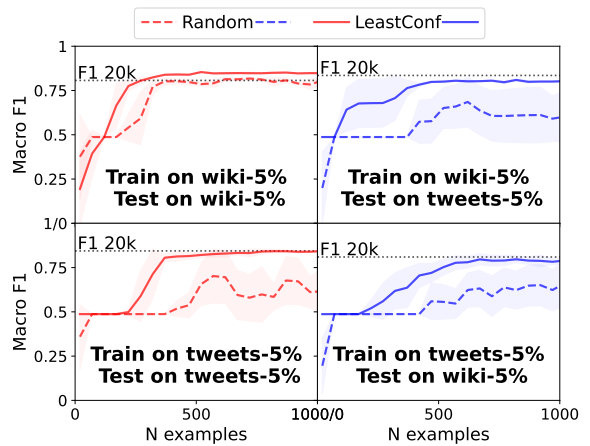 Random LeastConf
1
F1 20k
0.75
Macro F1
0.5
0.25
Train on wiki-5%
Test on wiki-5%
Train on wiki-5%
Test on tweets-5%
1/0
F1 20k
F1 20k
0.75
Macro F1
0.5
0.25
Train on tweets-5%
Test on tweets-5%
Train on tweets-5%
Test on wiki-5%
0
0 500 1000/0 500 1000
N examples N examples